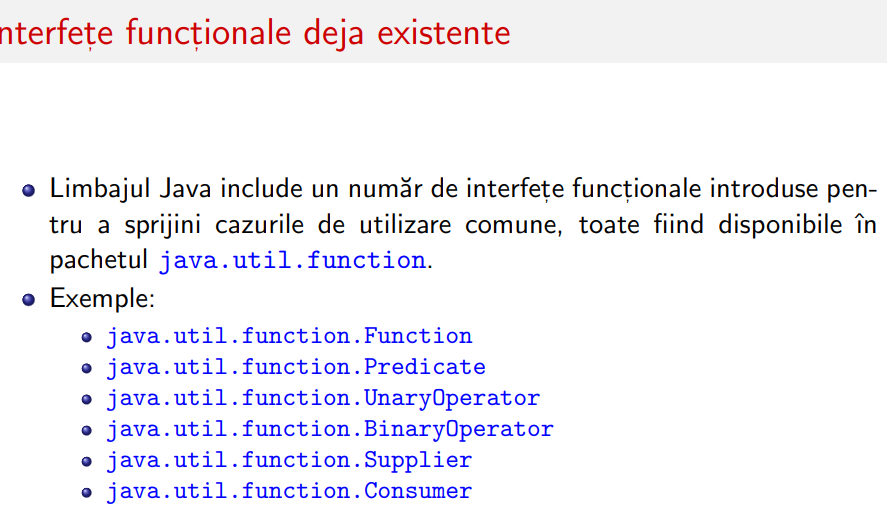 nterfețe funcționale deja existente
Limbajul Java include un număr de interfețe funcționale introduse pen-
tru a sprijini cazurile de utilizare comune, toate fiind disponibile în
pachetul java.util.function.
Exemple:
java.util.function.Function
java.util.function.Predicate
java.util.function.UnaryOperator
java.util.function.BinaryOperator
java.util.function.Supplier
java.util.function.Consumer